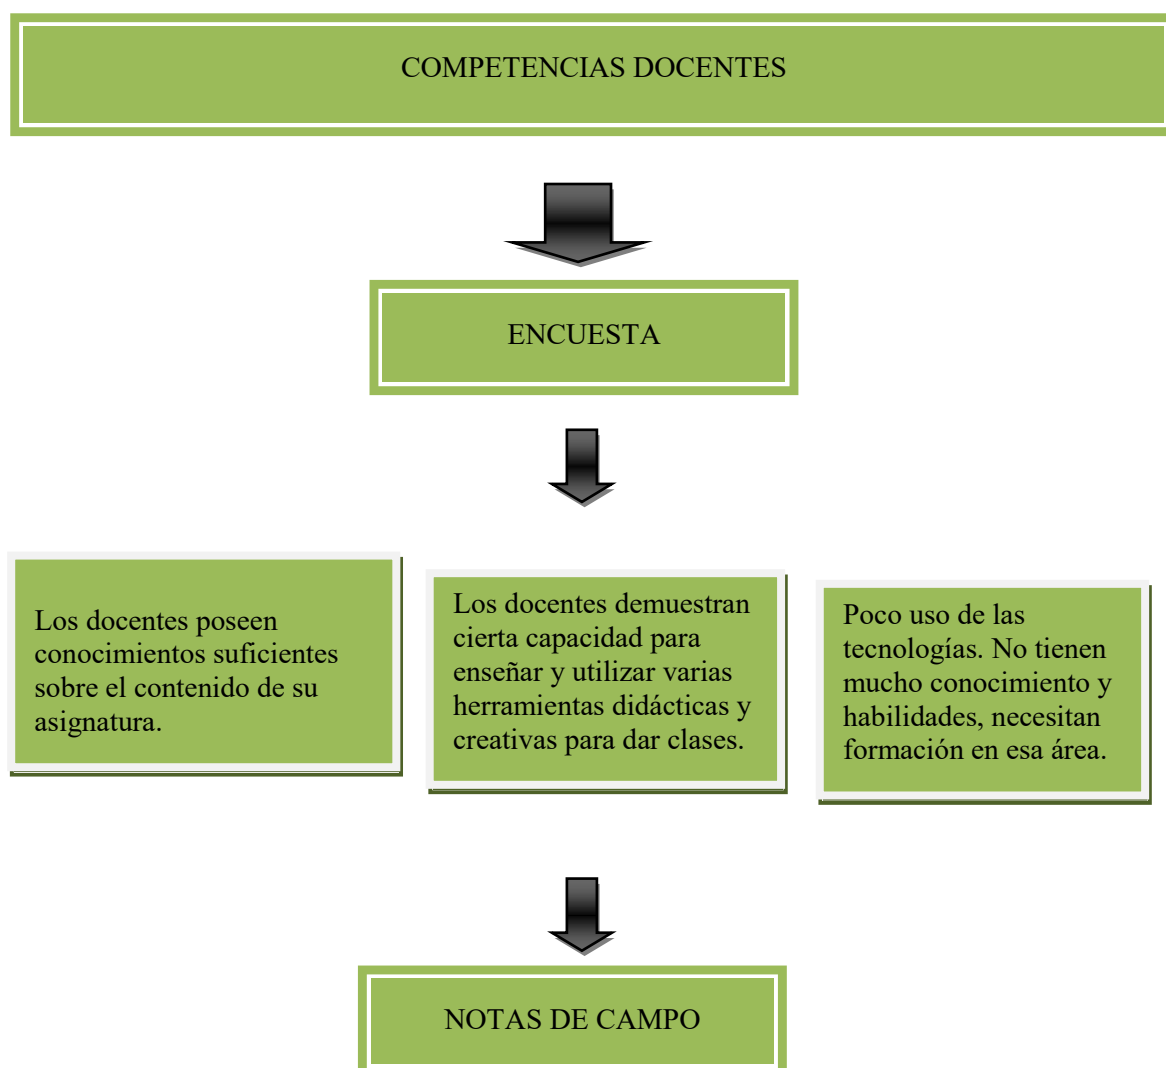 COMPETENCIAS DOCENTES
ENCUESTA
Los docentes poseen
conocimientos suficientes
sobre el contenido de su
asignatura.
Los docentes demuestran
cierta capacidad para
enseñar y utilizar varias
herramientas didácticas y
creativas para dar clases.
Poco uso de las
tecnologías. No tienen
mucho conocimiento y
habilidades, necesitan
formación en esa área.
NOTAS DE CAMPO